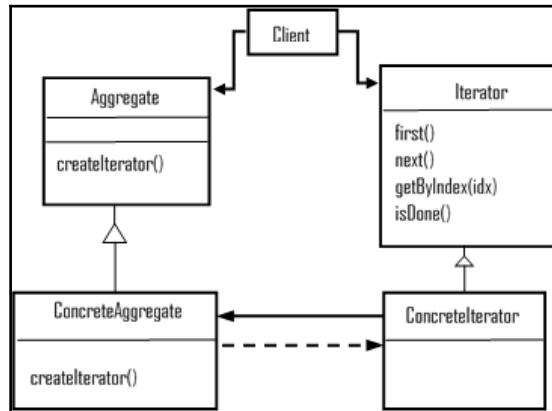 Client
Aggregate
createIterator()
Iterator
first()
next()
getByIndex(idx)
isDone()
ConcreteAggregate
createIterator()
ConcreteIterator